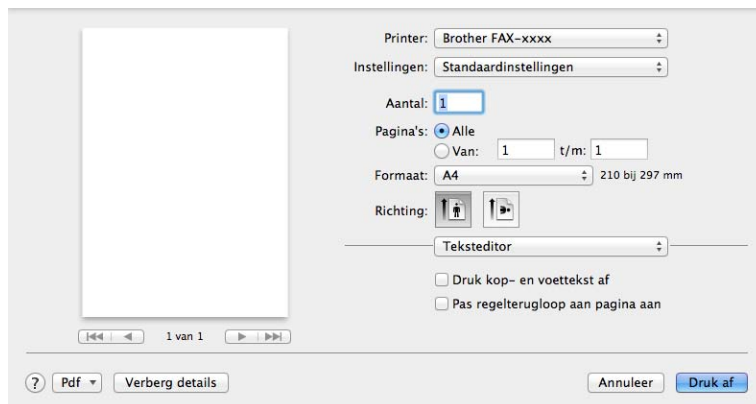 Printer: Brother FAX-xxxx
Instellingen: Standaardinstellingen
Aantal: 1
Pagina's: Alle
Van: 1 t/m: 1
Formaat: A4 210 bij 297 mm
Richting:
Teksteditor
Druk kop- en voettekst af
Pas regelterugloop aan pagina aan
1 van 1
? Pdf Verberg details Annuleer Druk af